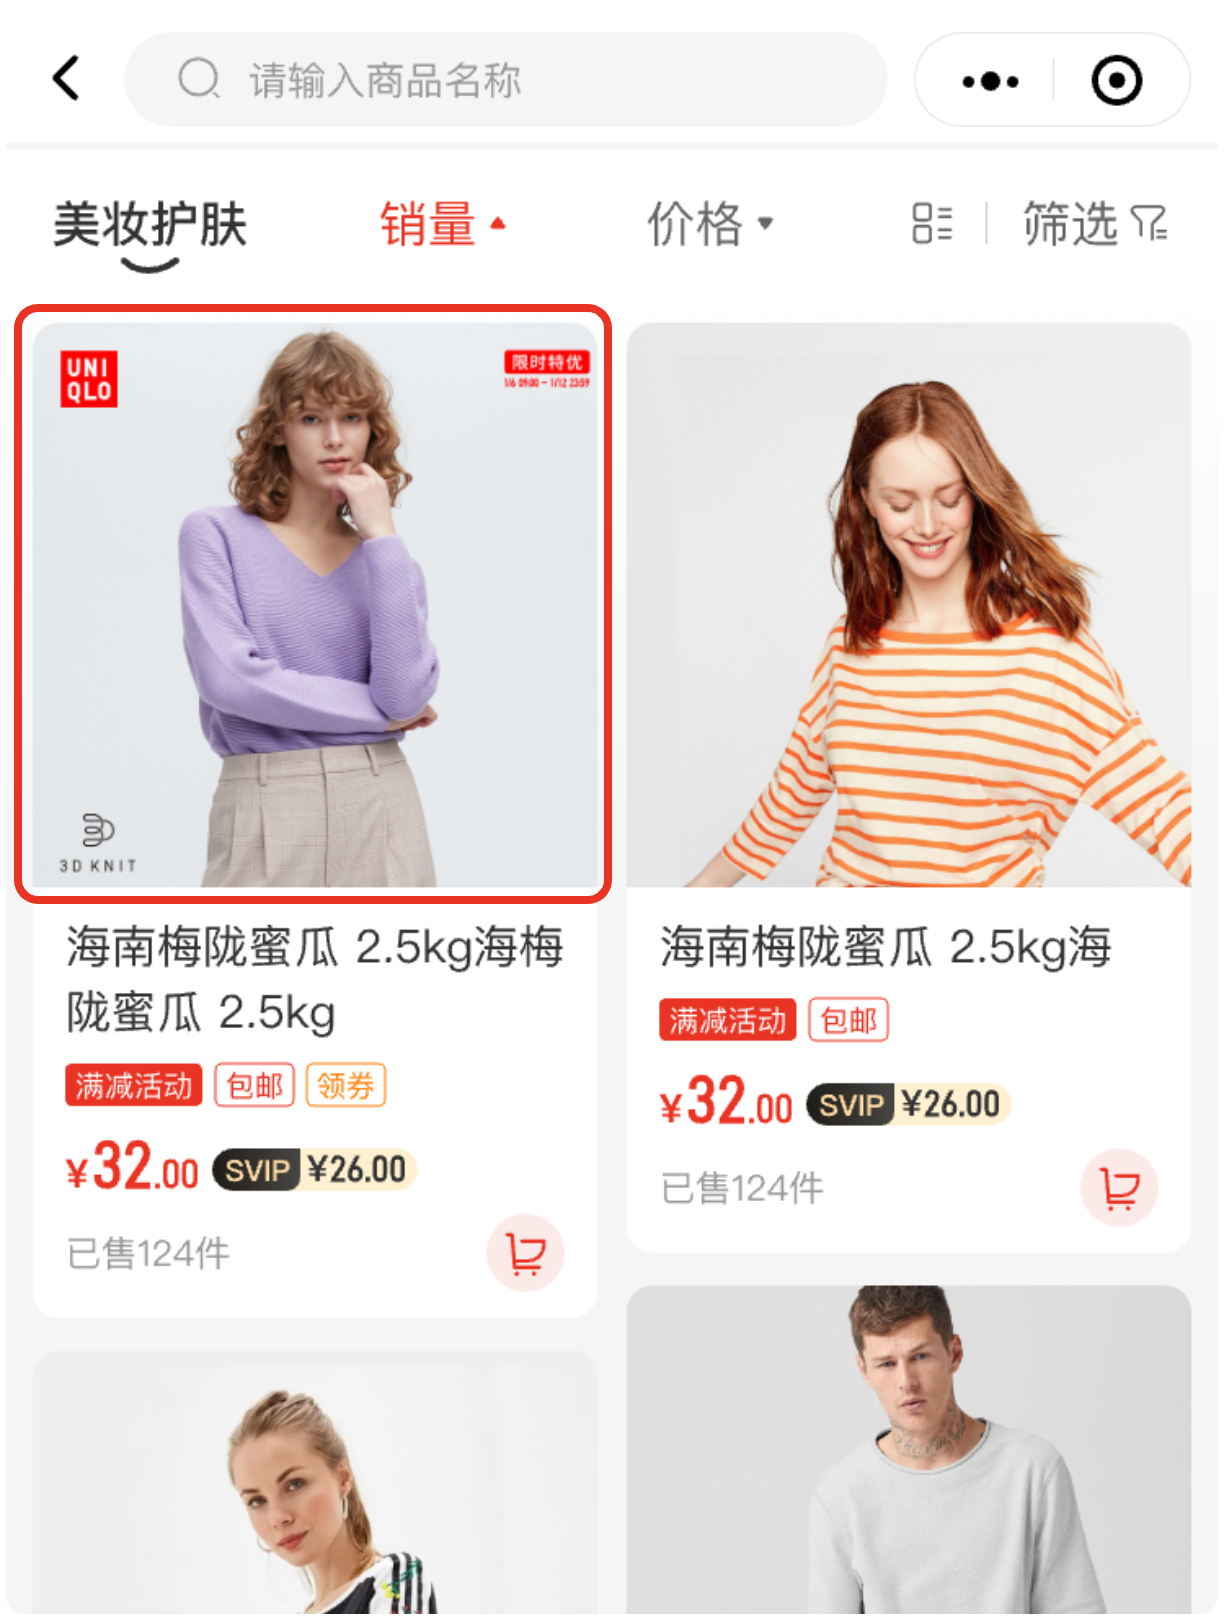 请输入商品名称
美妆护肤
销量
价格
筛选
UNI
QLO
限时特优
1/6 09:00 - 1/12 23:59
3D KNIT
海南梅陇蜜瓜 2.5kg海梅
陇蜜瓜 2.5kg
满减活动 包邮 领券
¥32.00 SVIP ¥26.00
已售124件
海南梅陇蜜瓜 2.5kg海
满减活动 包邮
¥32.00 SVIP ¥26.00
已售124件